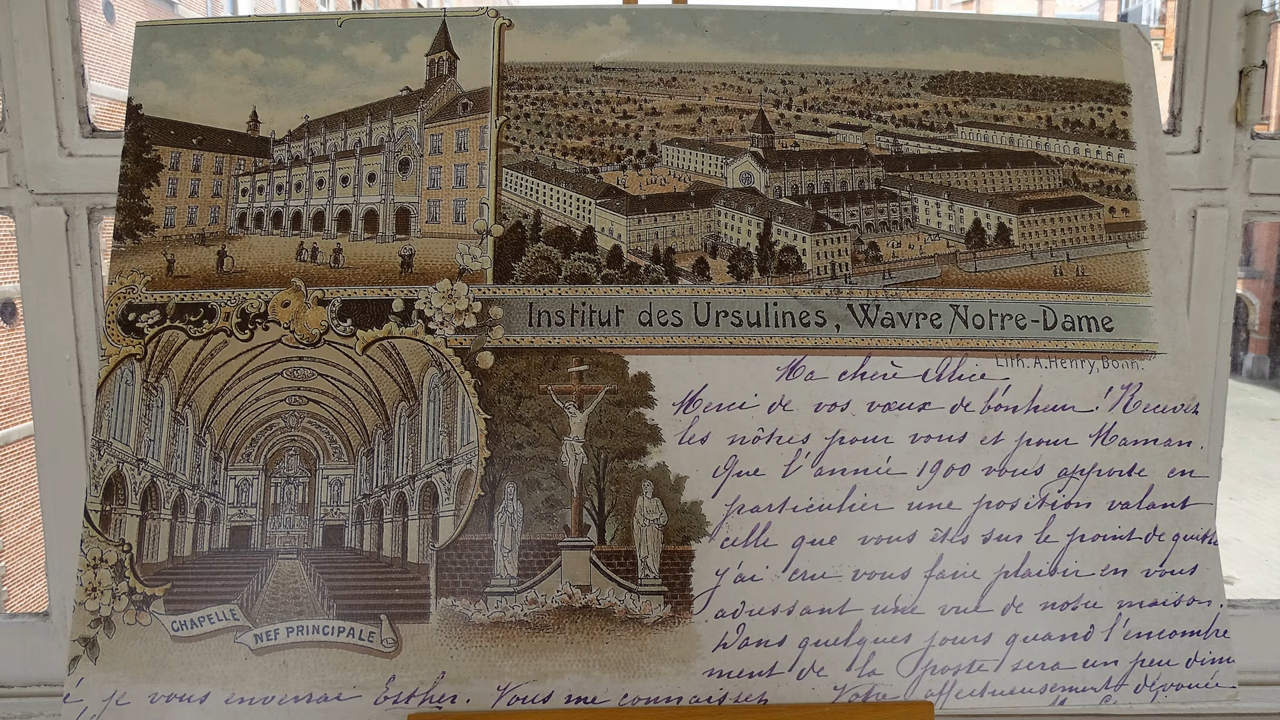 Institut des Ursulines, Wavre Notre-Dame
Lith. A. Henry, Bonn.
CHAPELLE
NEF PRINCIPALE
Ma chère Alice
Merci de vos vœux de bonheur! Recevez
les nôtres pour vous et pour Maman.
Que l'année 1900 vous apporte en
particulier une position valant
celle que vous êtes sur le point de quitte
J'ai cru vous faire plaisir en vous
adressant une vue de notre maison.
Dans quelques jours quand l'encombre
ment de la poste sera un peu dimi
é, je vous enverrai Esther. Vous me connaissez
Votre affectueusement dévouée